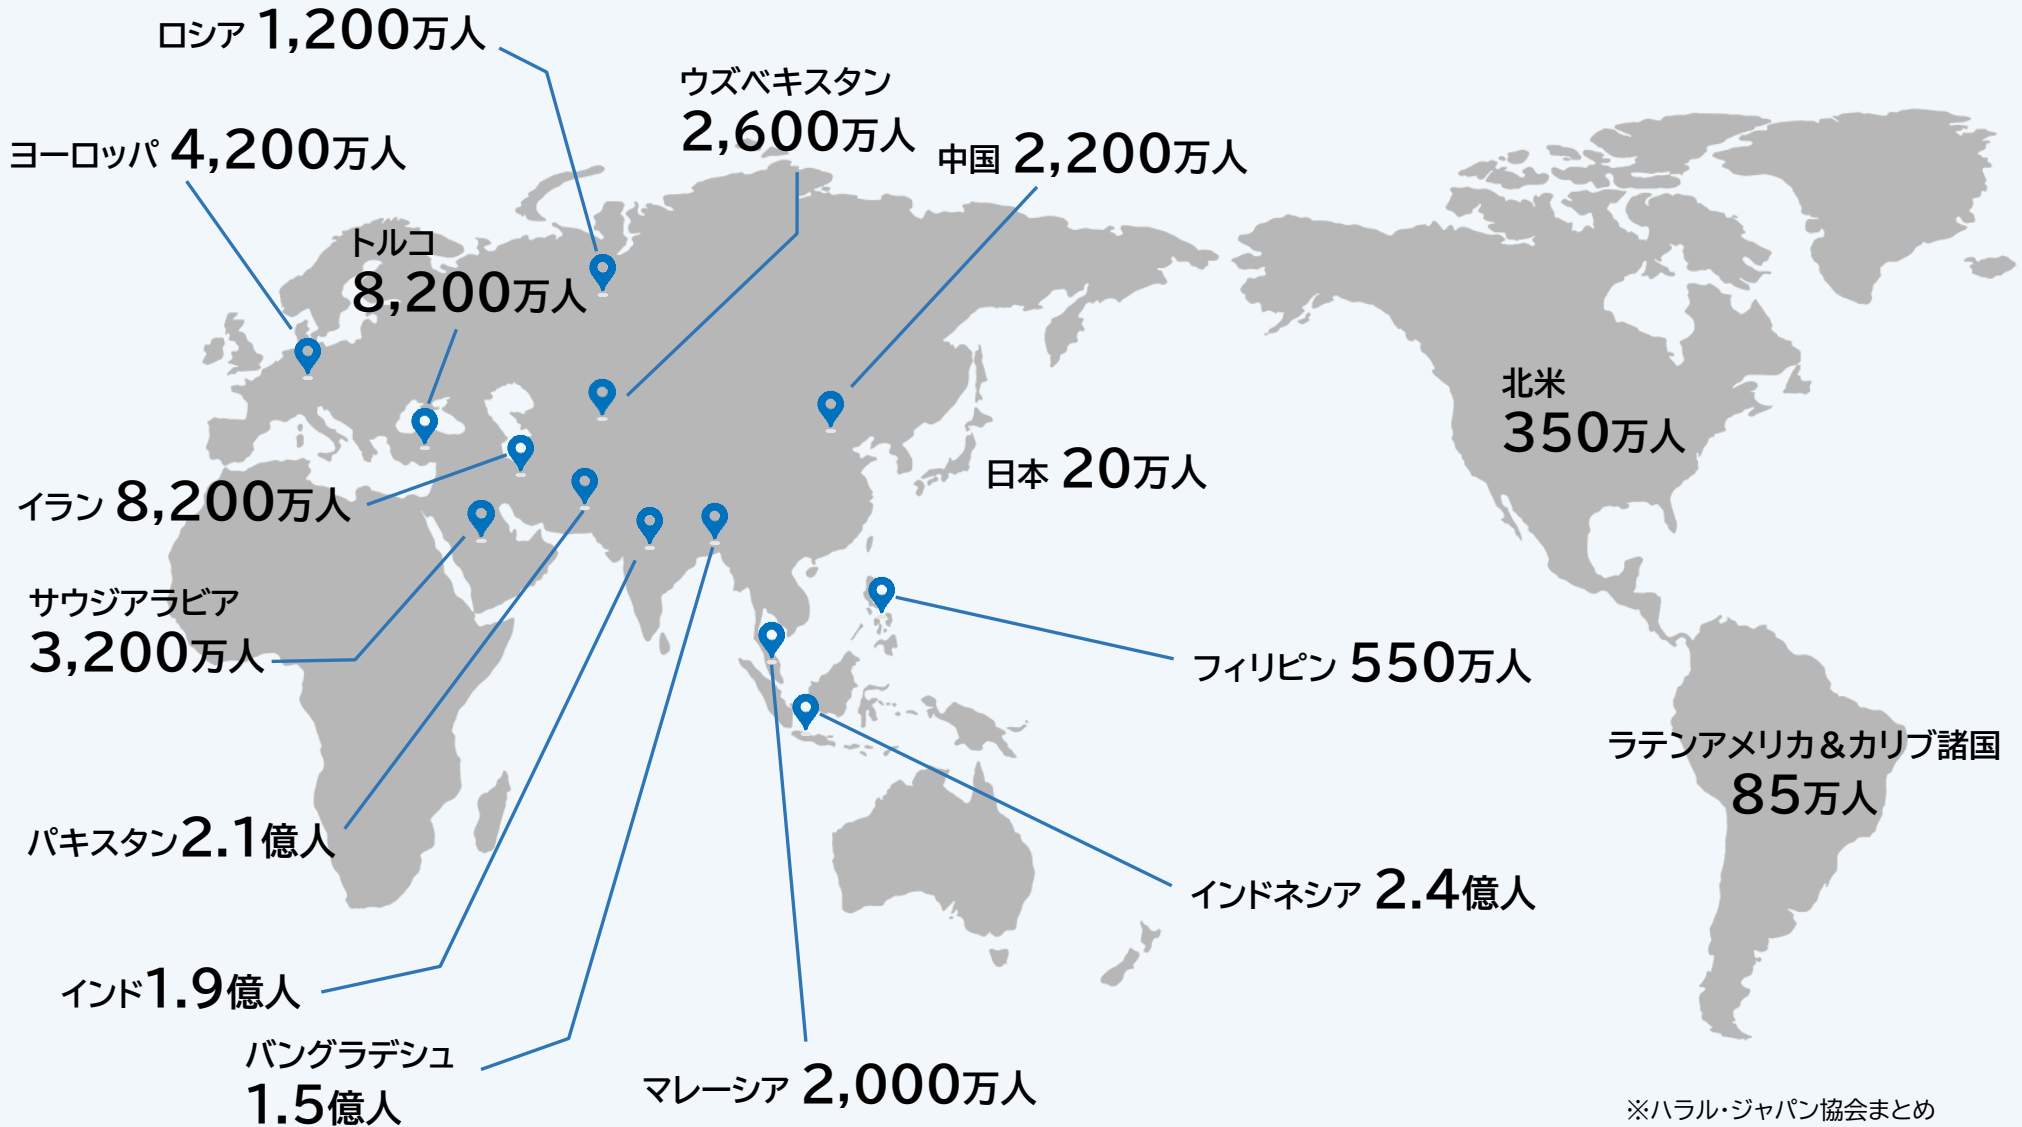 ロシア 1,200万人
ウズベキスタン
2,600万人
ヨーロッパ 4,200万人
中国 2,200万人
トルコ
8,200万人
北米
350万人
日本 20万人
イラン 8,200万人
サウジアラビア
3,200万人
フィリピン 550万人
ラテンアメリカ&カリブ諸国
85万人
パキスタン2.1億人
インドネシア 2.4億人
インド1.9億人
バングラデシュ
1.5億人
マレーシア 2,000万人
※ハラル・ジャパン協会まとめ